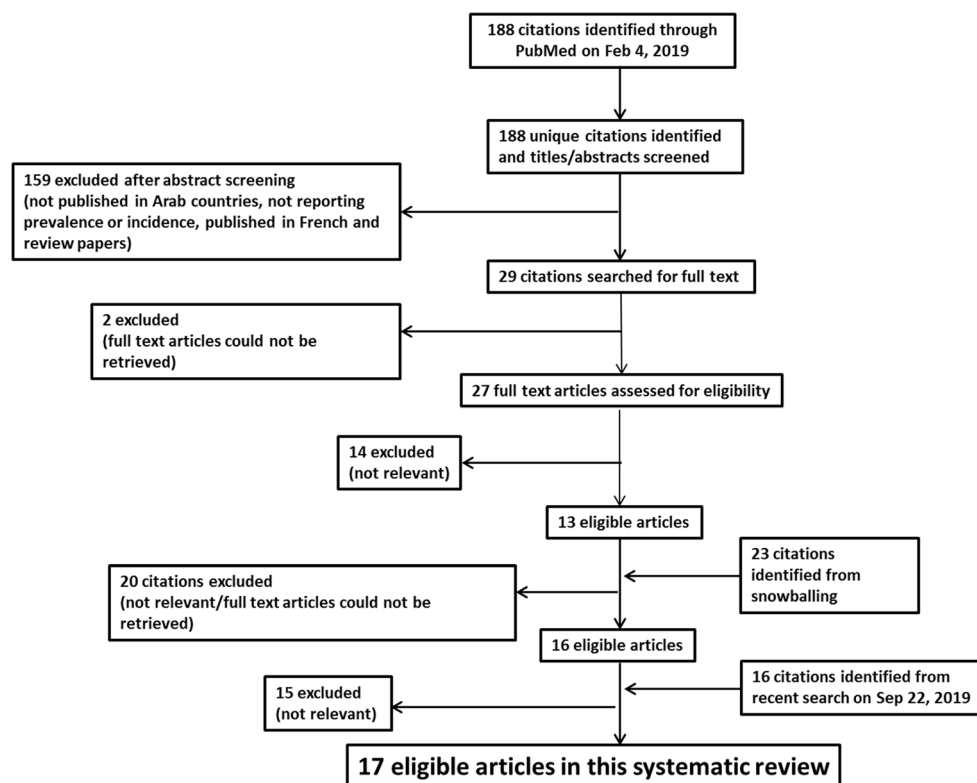 188 citations identified through
PubMed on Feb 4, 2019
188 unique citations identified
and titles/abstracts screened
159 excluded after abstract screening
(not published in Arab countries, not reporting
prevalence or incidence, published in French and
review papers)
29 citations searched for full text
2 excluded
(full text articles could not be
retrieved)
27 full text articles assessed for eligibility
14 excluded
(not relevant)
13 eligible articles
23 citations
identified from
snowballing
20 citations excluded
(not relevant/full text articles could not be
retrieved)
16 eligible articles
16 citations identified from
recent search on Sep 22, 2019
15 excluded
(not relevant)
17 eligible articles in this systematic review